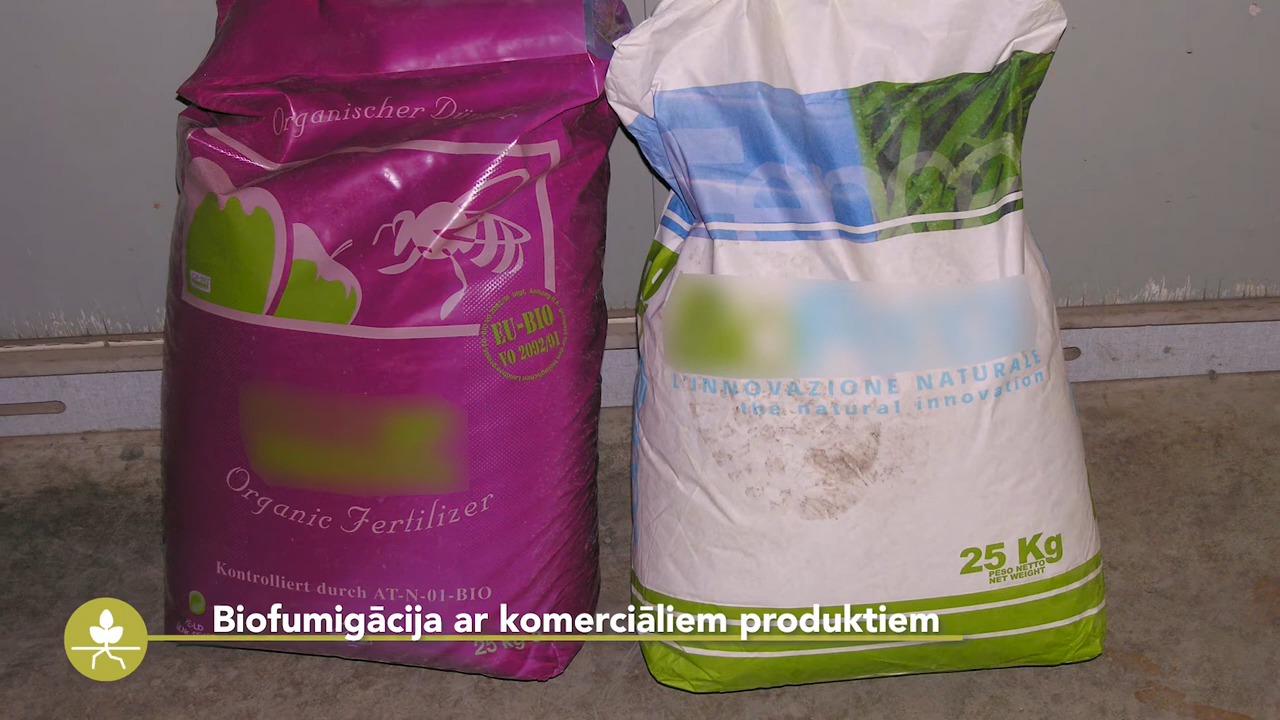 Organischer
EU-BIO
VO 2092/91
Organic Fertilizer
Kontrolliert durch AT-N-01-BIO
25 kg
L'INNOVAZIONE NATURALE
the natural innovation
25 Kg
PESO NETTO
NET WEIGHT
Biofumigācija ar komerciāliem produktiem